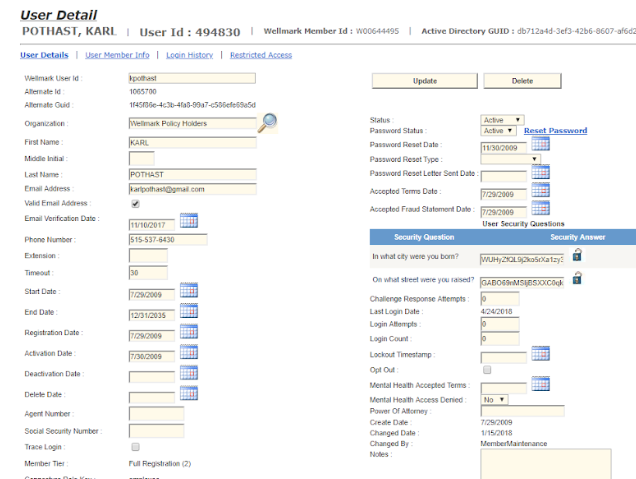 User Detail
POTHAST, KARL | User Id : 494830 | Wellmark Member Id : W00644495 | Active Directory GUID : db712a4d-3ef3-42b6-8607-af6d2
User Details | User Member Info | Login History | Restricted Access
Wellmark User Id : kpothast
Update Delete
Alternate Id : 1065700
Alternate Guid : 1f45f86e-4c3b-4fa8-99a7-c586efe69a5d
Organization : Wellmark Policy Holders
Status : Active
Password Status : Active Reset Password
First Name : KARL
Password Reset Date : 11/30/2009
Middle Initial :
Password Reset Type :
Last Name : POTHAST
Password Reset Letter Sent Date :
Email Address : karlpothast@gmail.com
Accepted Terms Date : 7/29/2009
Valid Email Address :
Accepted Fraud Statement Date : 7/29/2009
Email Verification Date : 11/10/2017
User Security Questions
Phone Number : 515-537-6430
Security Question Security Answer
Extension :
In what city were you born?
Timeout : 30
On what street were you raised?
Start Date : 7/29/2009
Challenge Response Attempts : 0
End Date : 12/31/2035
Last Login Date : 4/24/2018
Login Attempts : 0
Registration Date : 7/29/2009
Login Count : 0
Activation Date : 7/30/2009
Lockout Timestamp :
Deactivation Date :
Opt Out :
Delete Date :
Mental Health Accepted Terms :
Mental Health Access Denied : No
Agent Number :
Power Of Attorney :
Social Security Number :
Create Date : 7/29/2009
Changed Date : 1/15/2018
Trace Login :
Changed By : MemberMaintenance
Member Tier : Full Registration (2)
Notes :